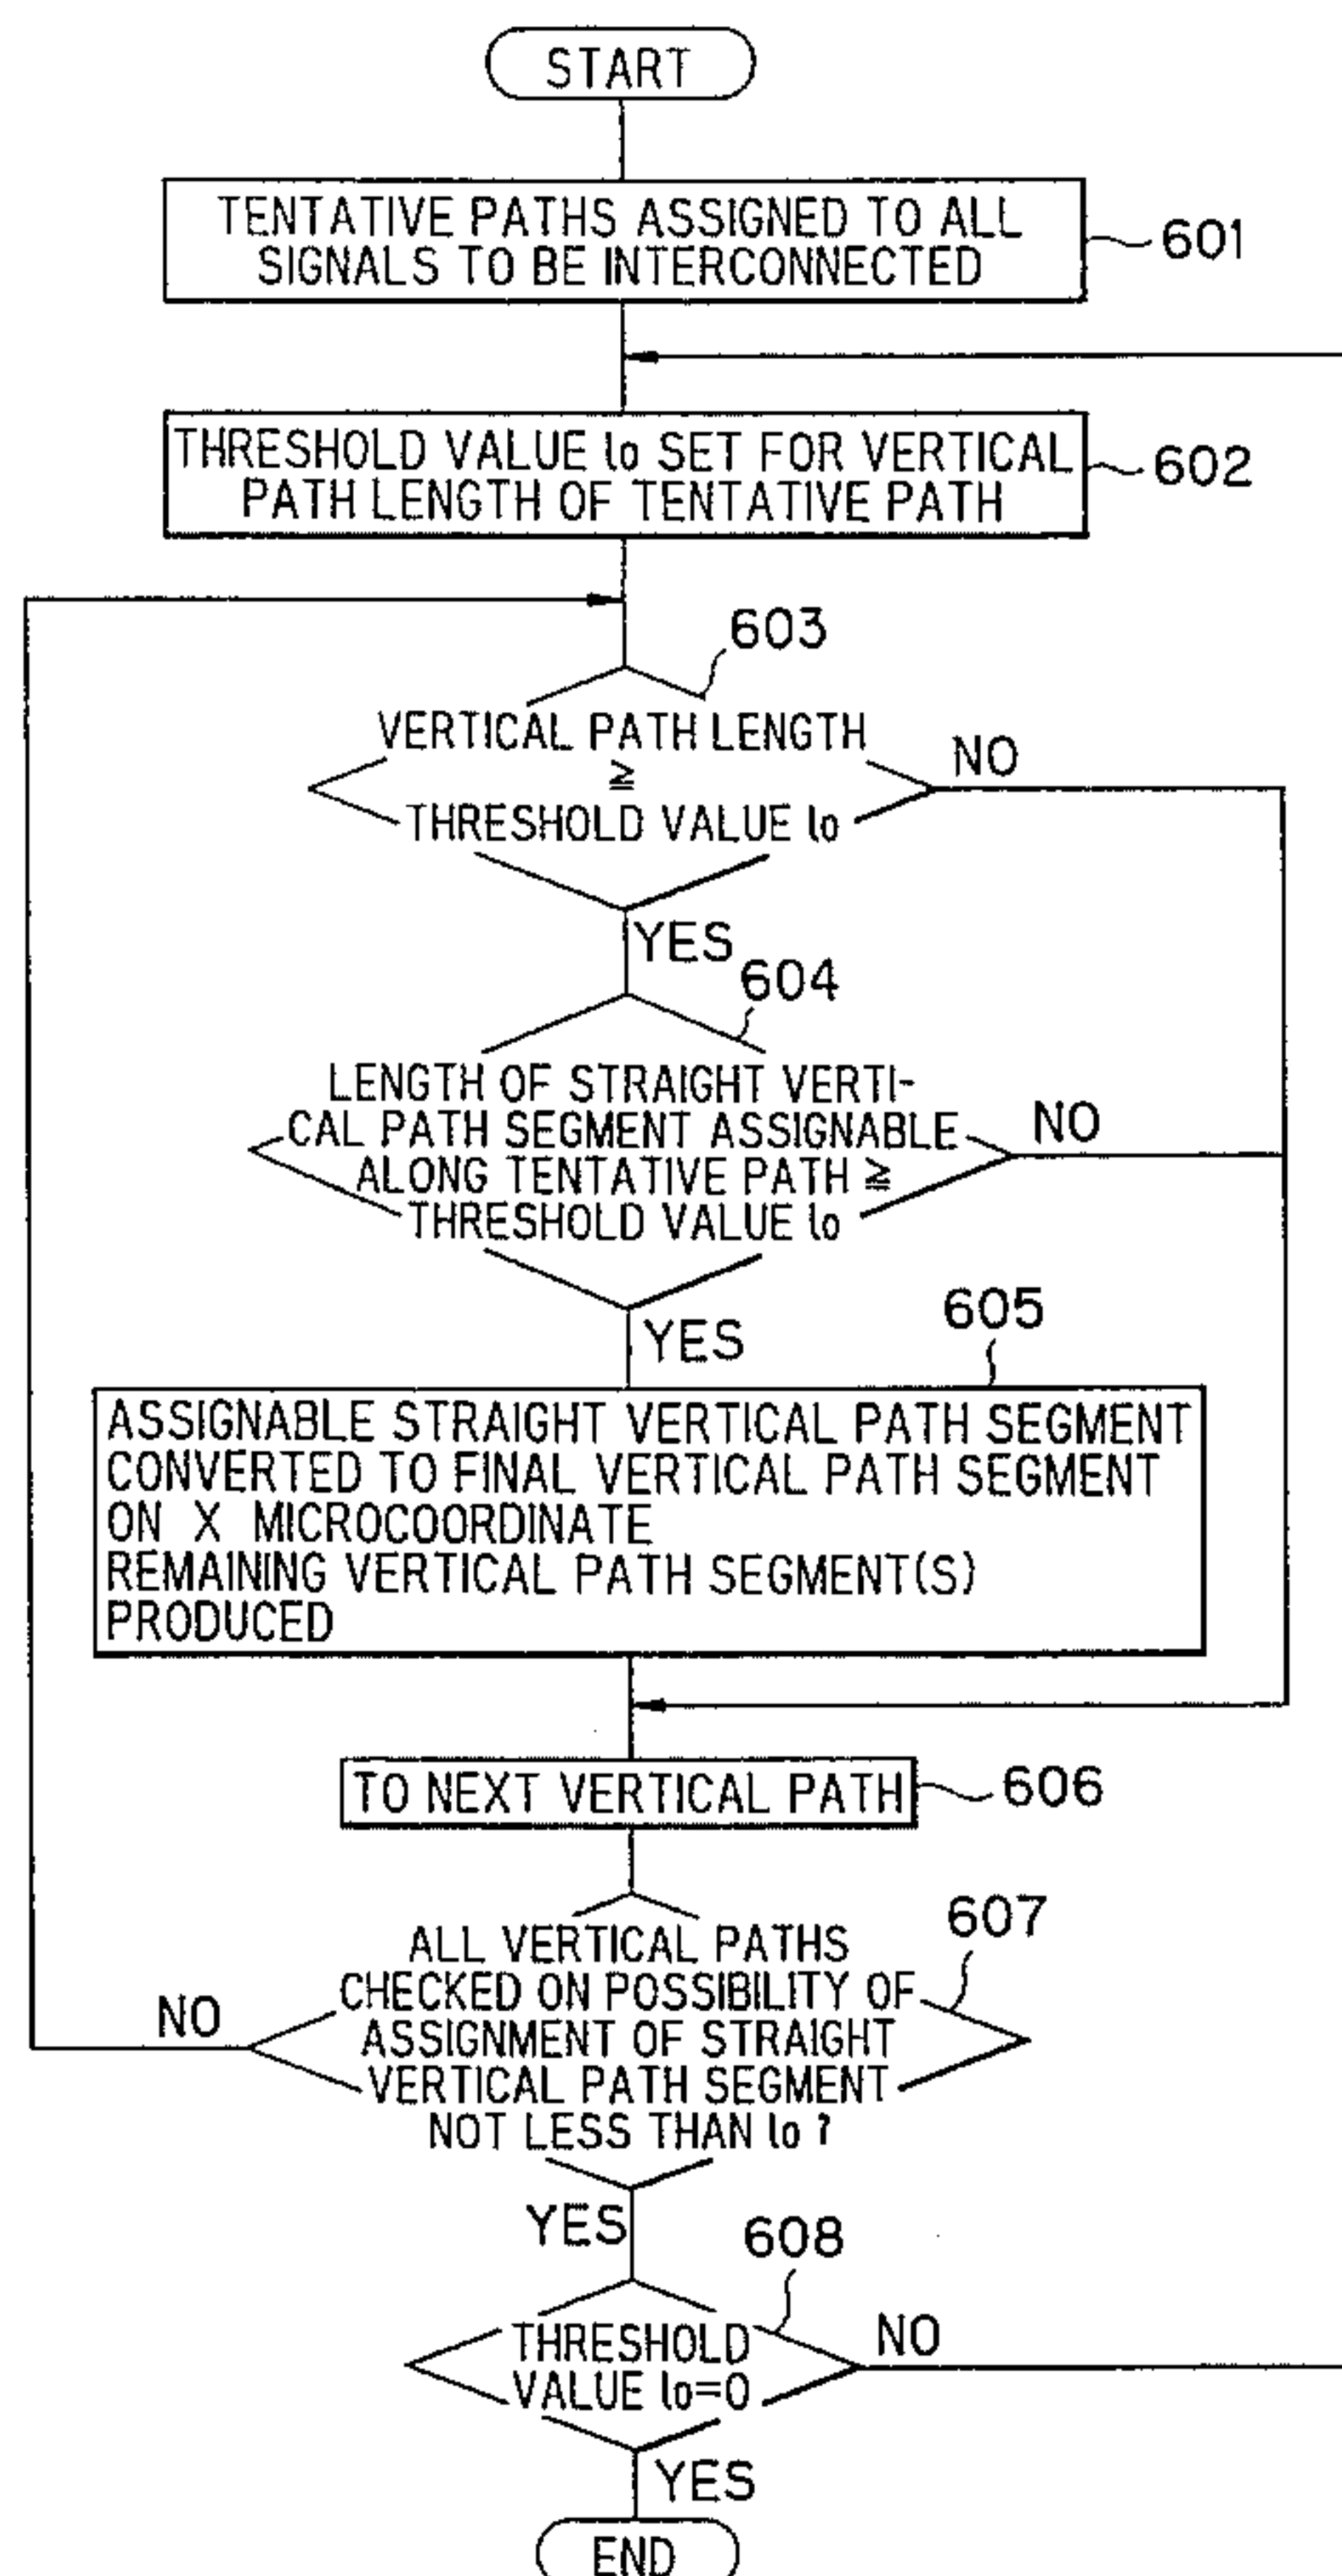 START
TENTATIVE PATHS ASSIGNED TO ALL
SIGNALS TO BE INTERCONNECTED
601
THRESHOLD VALUE lo SET FOR VERTICAL
PATH LENGTH OF TENTATIVE PATH
602
603
VERTICAL PATH LENGTH
≧
THRESHOLD VALUE lo
NO
YES
604
LENGTH OF STRAIGHT VERTI-
CAL PATH SEGMENT ASSIGNABLE
ALONG TENTATIVE PATH ≧
THRESHOLD VALUE lo
NO
YES
605
ASSIGNABLE STRAIGHT VERTICAL PATH SEGMENT
CONVERTED TO FINAL VERTICAL PATH SEGMENT
ON X MICROCOORDINATE
REMAINING VERTICAL PATH SEGMENT(S)
PRODUCED
TO NEXT VERTICAL PATH
606
607
ALL VERTICAL PATHS
CHECKED ON POSSIBILITY OF
ASSIGNMENT OF STRAIGHT
VERTICAL PATH SEGMENT
NOT LESS THAN lo ?
NO
YES
608
THRESHOLD
VALUE lo=0
NO
YES
END